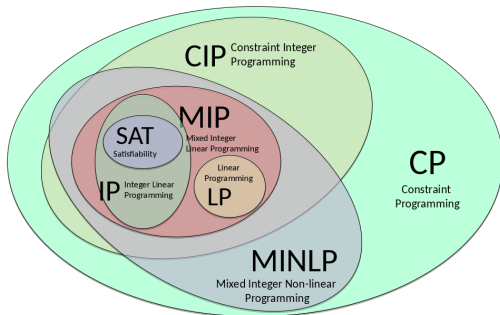 CIP Constraint Integer
Programming
MIP
Mixed Integer
Linear Programming
SAT
Satisfiability
IP Integer Linear
Programming
Linear
Programming
LP
CP
Constraint
Programming
MINLP
Mixed Integer Non-linear
Programming